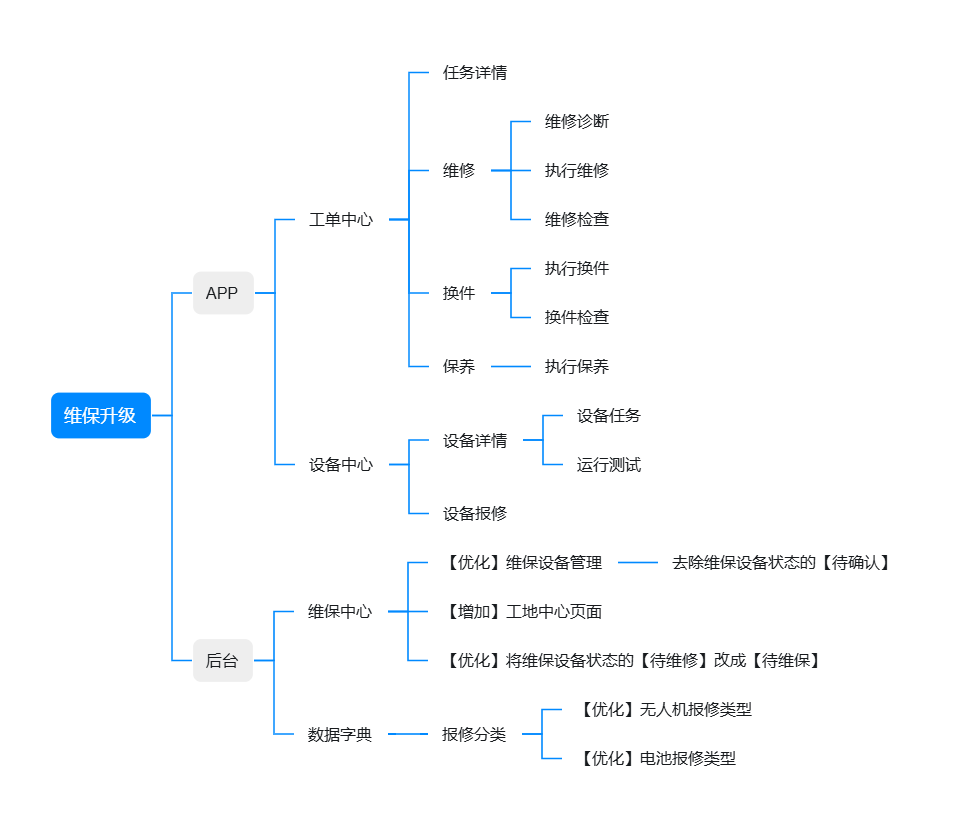 任务详情
维修诊断
维修
执行维修
工单中心
维修检查
执行换件
APP
换件
换件检查
保养
执行保养
维保升级
设备任务
设备详情
设备中心
运行测试
设备报修
【优化】维保设备管理
去除维保设备状态的【待确认】
维保中心
【增加】工地中心页面
后台
【优化】将维保设备状态的【待维修】改成【待维保】
【优化】无人机报修类型
数据字典
报修分类
【优化】电池报修类型